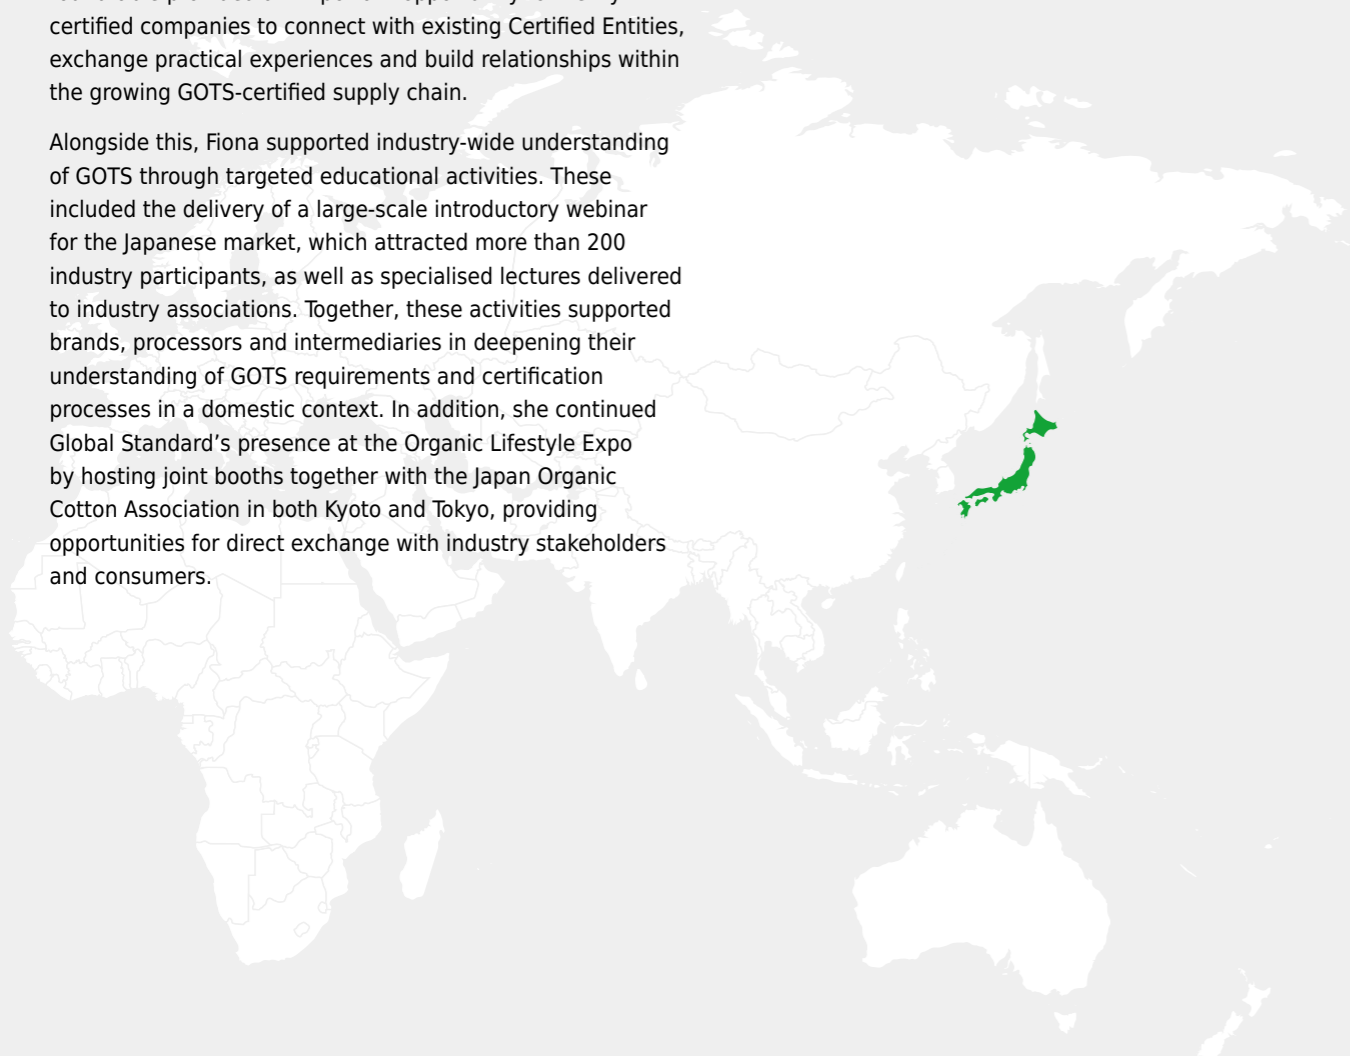 certified companies to connect with existing Certified Entities,
exchange practical experiences and build relationships within
the growing GOTS-certified supply chain.
Alongside this, Fiona supported industry-wide understanding
of GOTS through targeted educational activities. These
included the delivery of a large-scale introductory webinar
for the Japanese market, which attracted more than 200
industry participants, as well as specialised lectures delivered
to industry associations. Together, these activities supported
brands, processors and intermediaries in deepening their
understanding of GOTS requirements and certification
processes in a domestic context. In addition, she continued
Global Standard’s presence at the Organic Lifestyle Expo
by hosting joint booths together with the Japan Organic
Cotton Association in both Kyoto and Tokyo, providing
opportunities for direct exchange with industry stakeholders
and consumers.